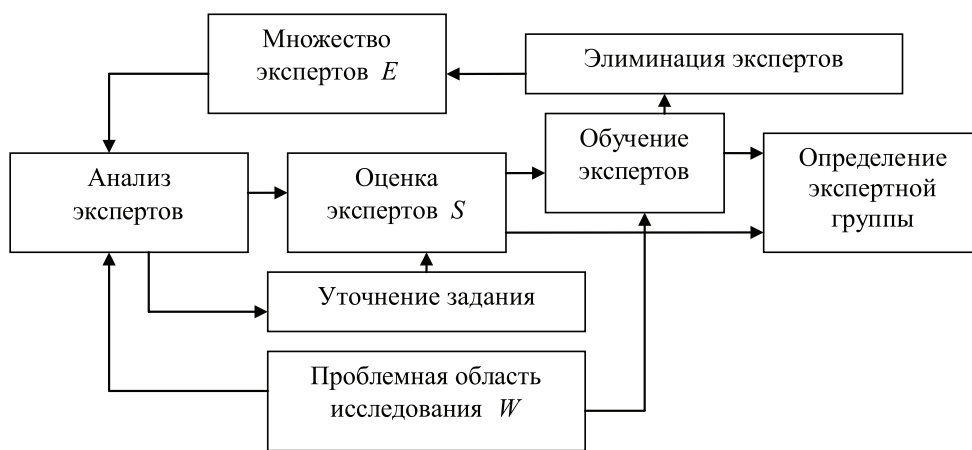 Множество
экспертов E
Элиминация экспертов
Анализ
экспертов
Оценка
экспертов S
Обучение
экспертов
Определение
экспертной
группы
Уточнение задания
Проблемная область
исследования W